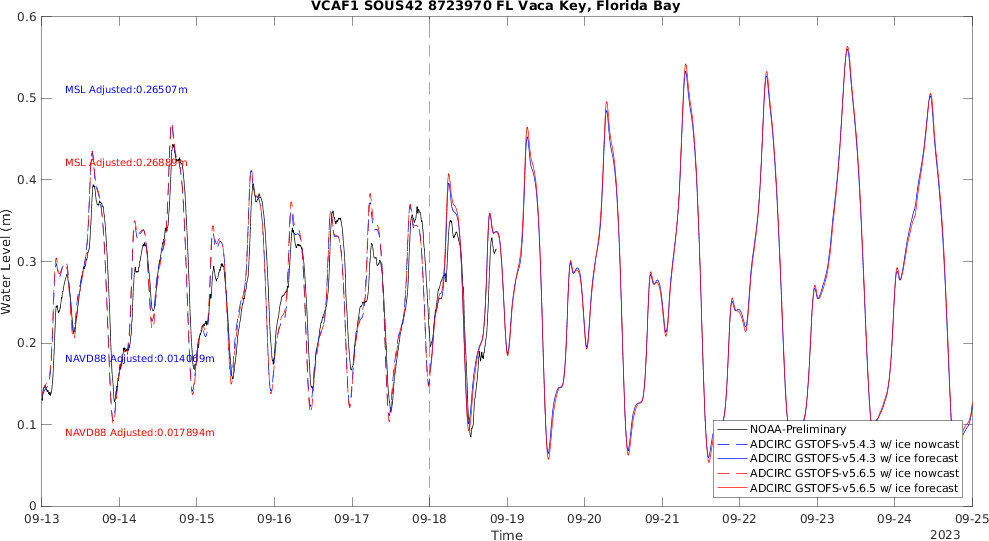 VCAF1 SOUS42 8723970 FL Vaca Key, Florida Bay
0.6
0.5
0.4
0.3
0.2
0.1
0
Water Level (m)
MSL Adjusted:0.26507m
MSL Adjusted:0.26889m
NAVD88 Adjusted:0.014089m
NAVD88 Adjusted:0.017894m
NOAA-Preliminary
ADCIRC GSTOFS-v5.4.3 w/ ice nowcast
ADCIRC GSTOFS-v5.4.3 w/ ice forecast
ADCIRC GSTOFS-v5.6.5 w/ ice nowcast
ADCIRC GSTOFS-v5.6.5 w/ ice forecast
09-13 09-14 09-15 09-16 09-17 09-18 09-19 09-20 09-21 09-22 09-23 09-24 09-25
Time
2023